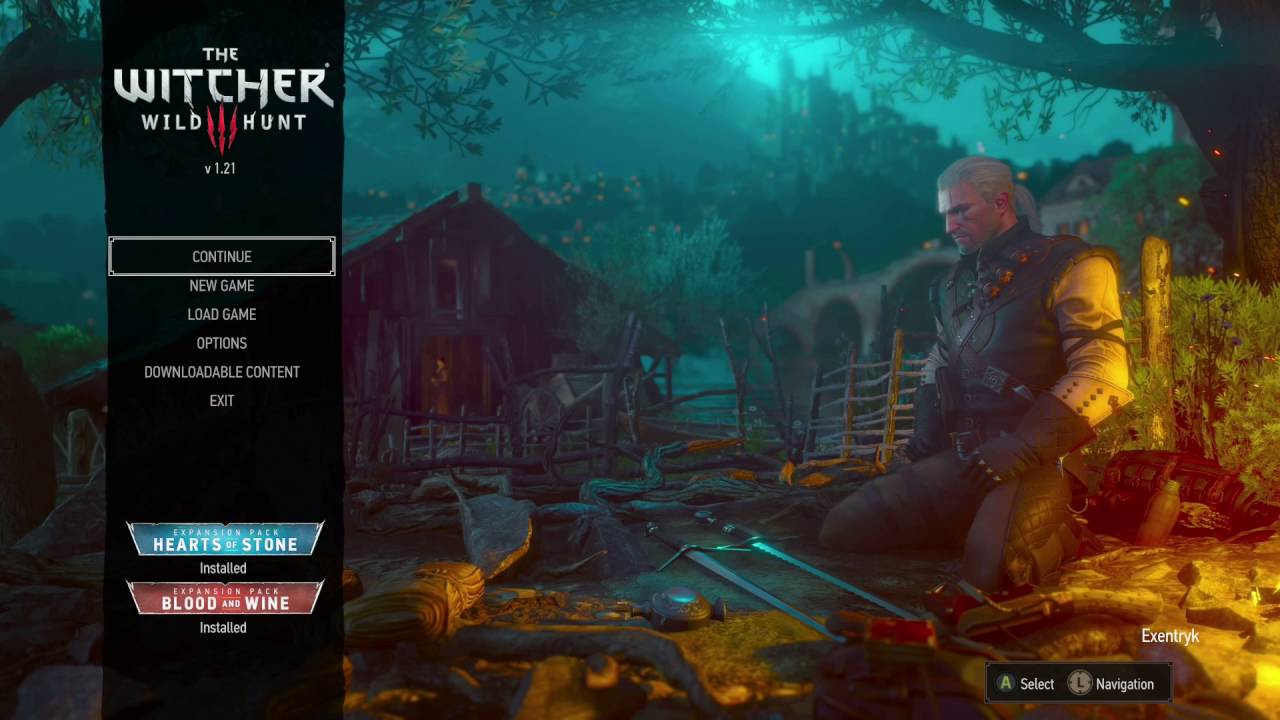 THE
WITCHER
WILD HUNT
v 1.21
CONTINUE
NEW GAME
LOAD GAME
OPTIONS
DOWNLOADABLE CONTENT
EXIT
EXPANSION PACK
HEARTS OF STONE
Installed
EXPANSION PACK
BLOOD AND WINE
Installed
Exentryk
A Select L Navigation